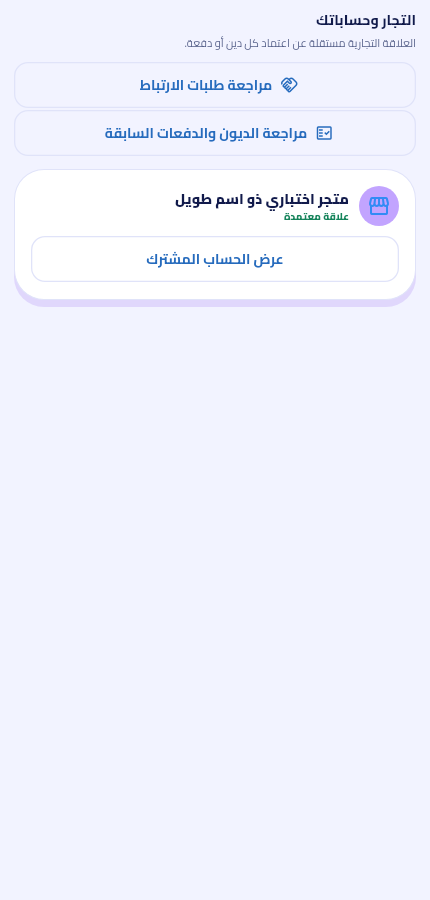 التجار وحساباتك
العلاقة التجارية مستقلة عن اعتماد كل دين أو دفعة.
مراجعة طلبات الارتباط
مراجعة الديون والدفعات السابقة
متجر اختباري ذو اسم طويل
علاقة معتمدة
عرض الحساب المشترك